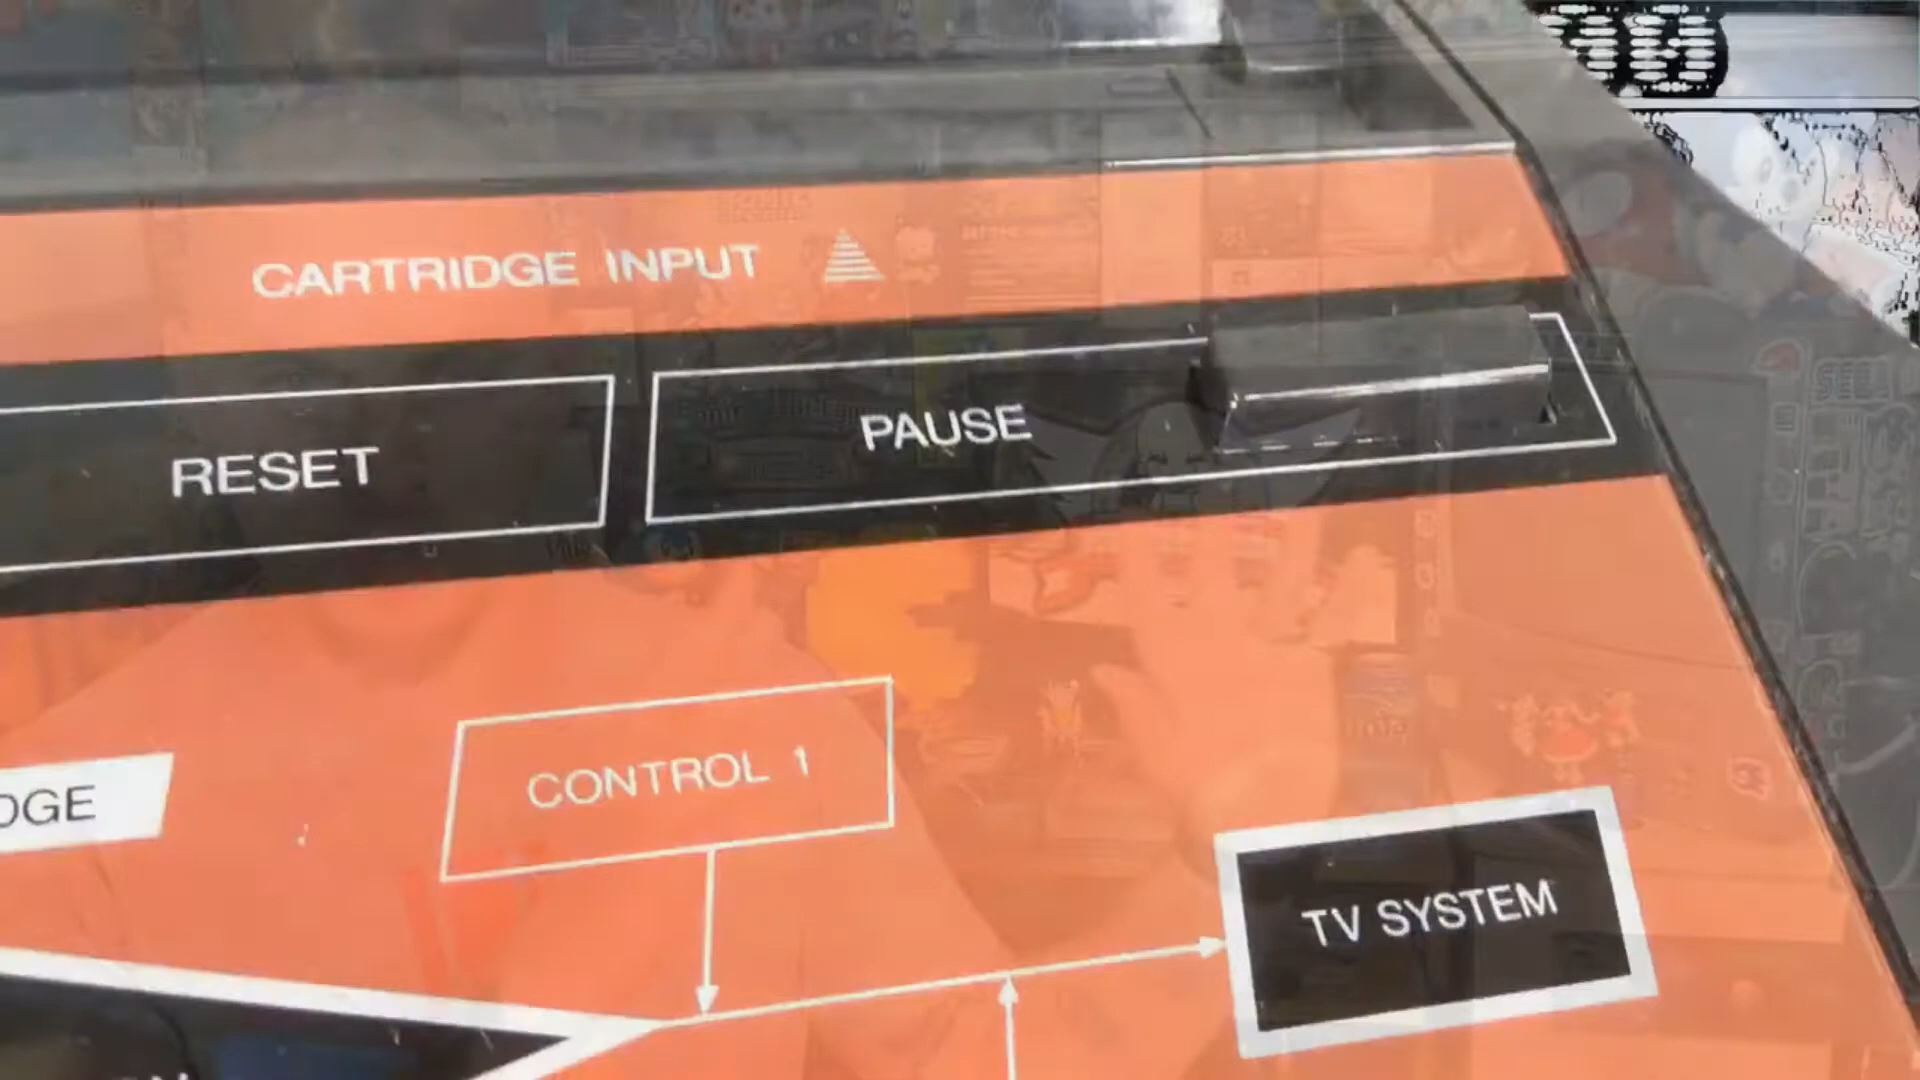 CARTRIDGE INPUT
RESET
PAUSE
CONTROL 1
DGE
TV SYSTEM